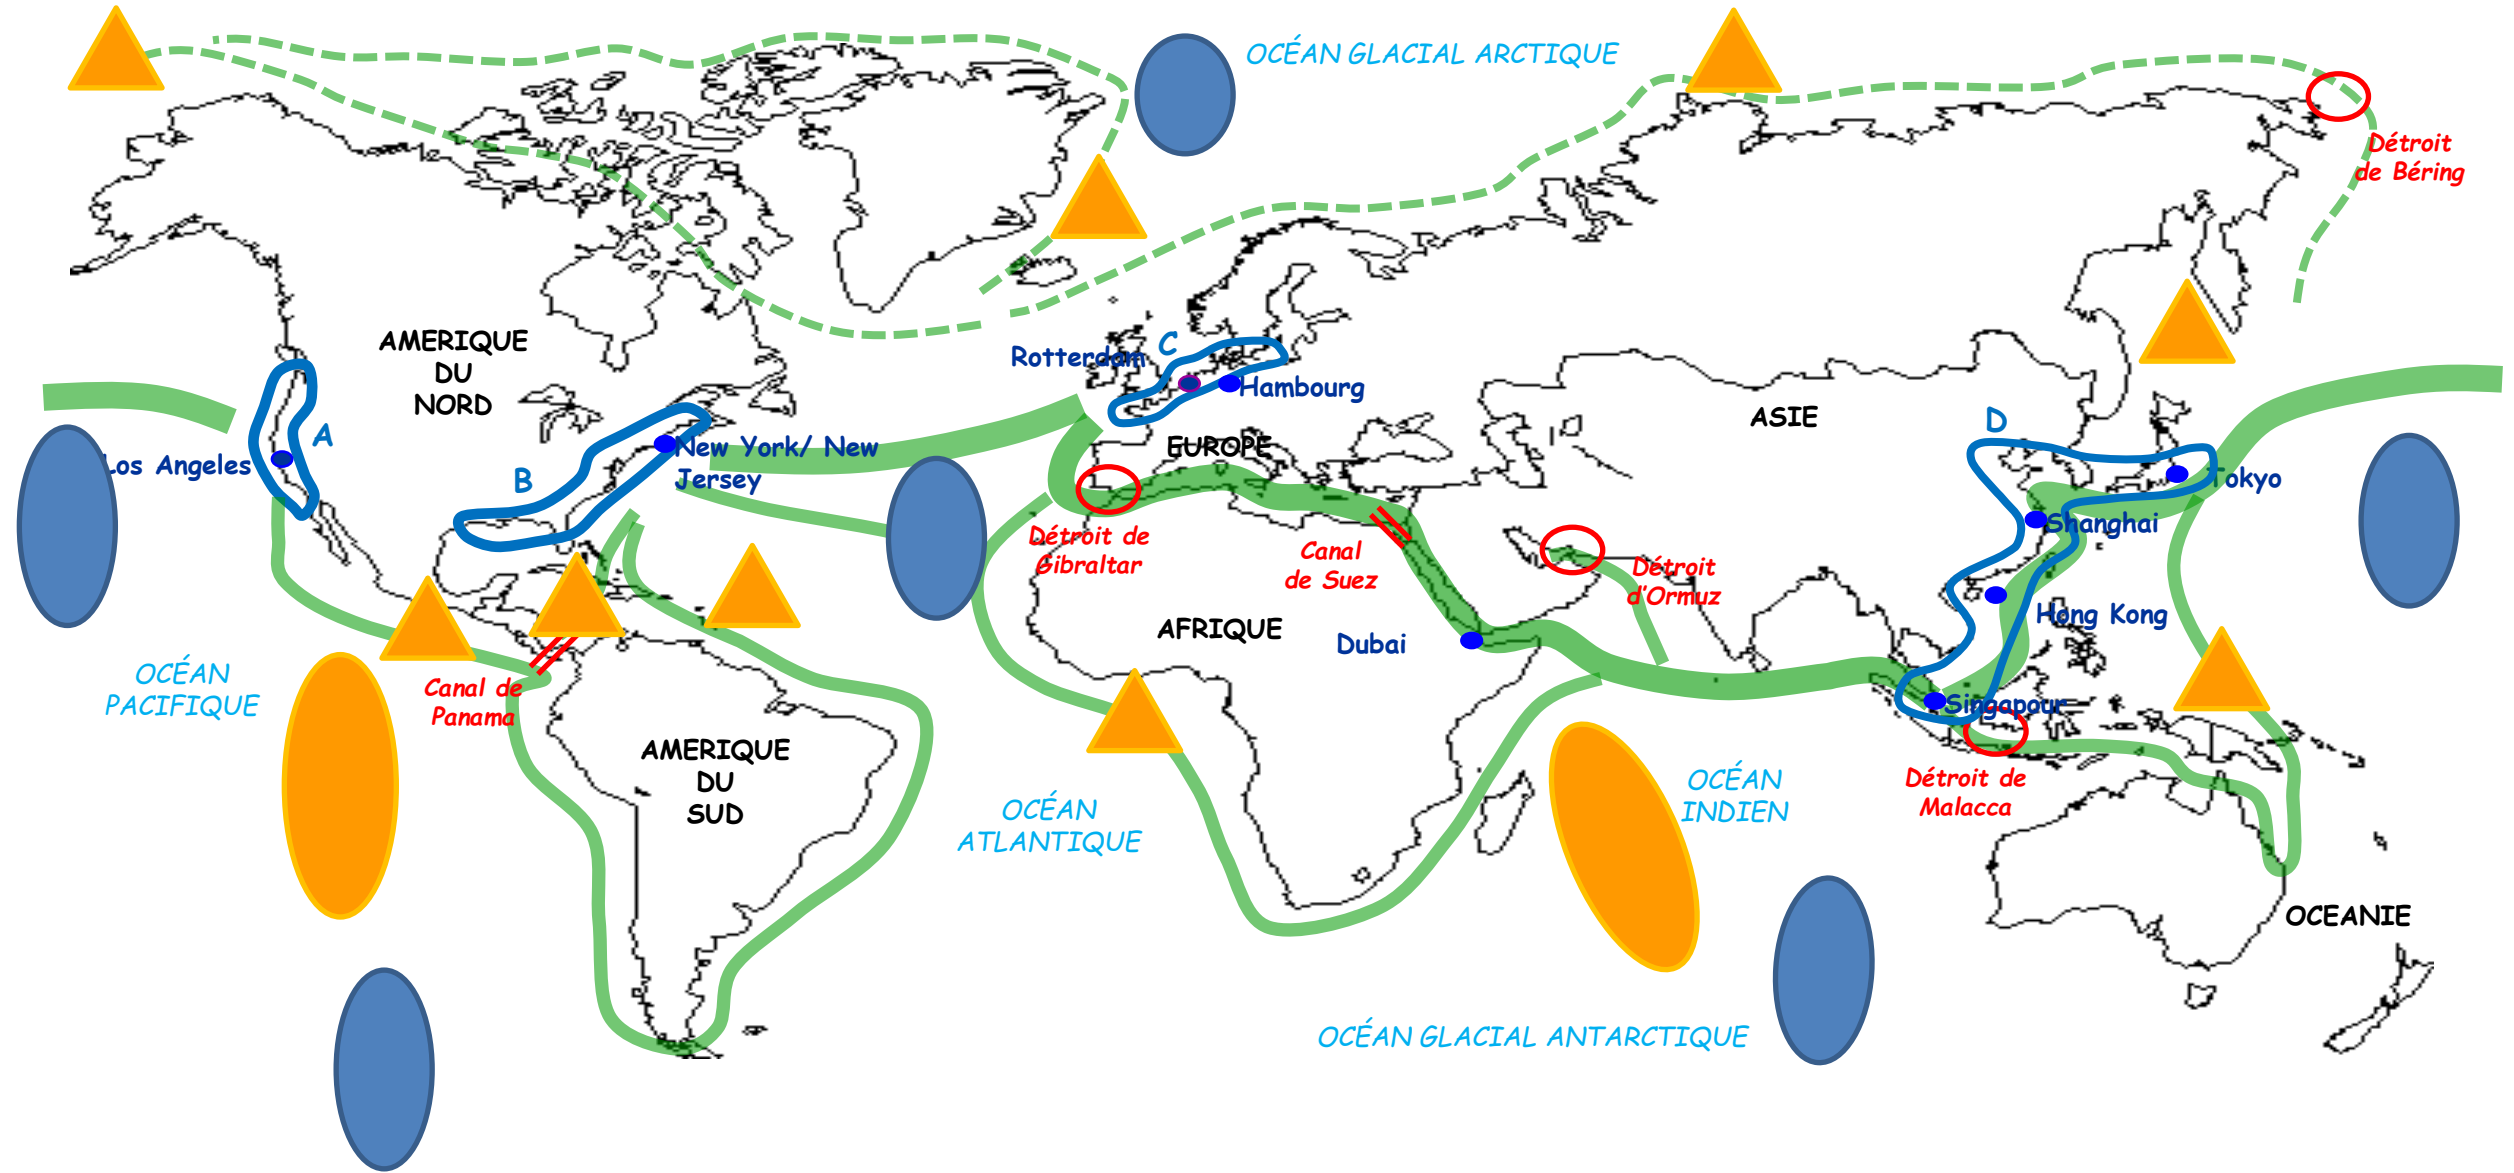 OCÉAN GLACIAL ARCTIQUE
Détroit
de Béring
AMERIQUE
DU
NORD
C
Rotterdam
Hambourg
ASIE
A
D
EUROPE
New York/ New
Jersey
Los Angeles
B
Tokyo
Shanghai
Détroit de
Gibraltar
Canal
de Suez
Détroit
d'Ormuz
Hong Kong
AFRIQUE
Dubai
OCÉAN
PACIFIQUE
Canal de
Panama
Singapour
AMERIQUE
DU
SUD
OCÉAN
ATLANTIQUE
OCÉAN
INDIEN
Détroit de
Malacca
OCEANIE
OCÉAN GLACIAL ANTARCTIQUE